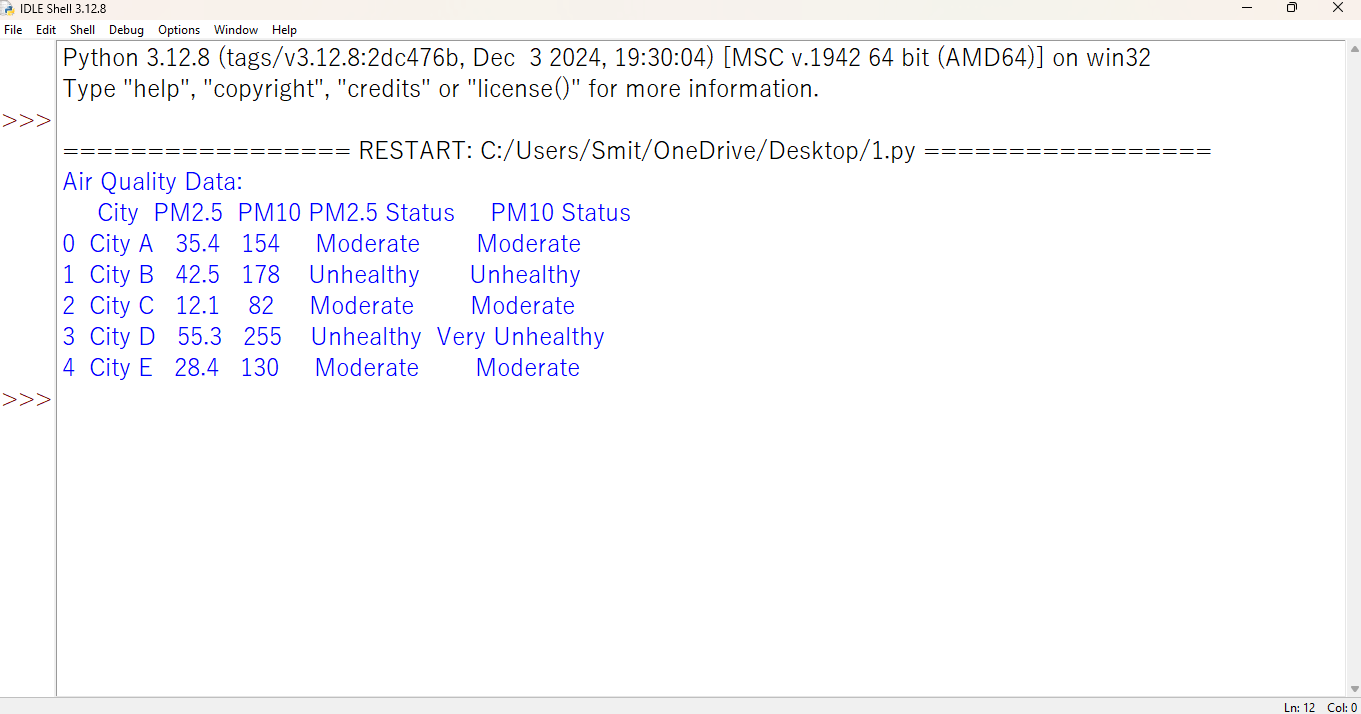 IDLE Shell 3.12.8
File Edit Shell Debug Options Window Help
Python 3.12.8 (tags/v3.12.8:2dc476b, Dec  3 2024, 19:30:04) [MSC v.1942 64 bit (AMD64)] on win32
Type "help", "copyright", "credits" or "license()" for more information.
>>>
================= RESTART: C:/Users/Smit/OneDrive/Desktop/1.py =================
Air Quality Data:
City PM2.5 PM10 PM2.5 Status PM10 Status
0 City A 35.4 154 Moderate Moderate
1 City B 42.5 178 Unhealthy Unhealthy
2 City C 12.1 82 Moderate Moderate
3 City D 55.3 255 Unhealthy Very Unhealthy
4 City E 28.4 130 Moderate Moderate
>>>
Ln: 12 Col: 0